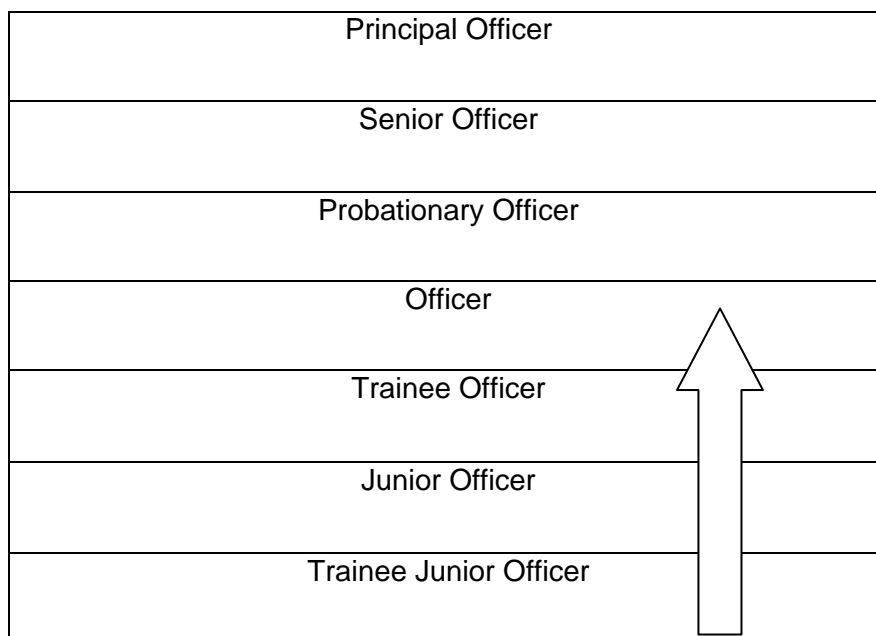 Principal Officer
Senior Officer
Probationary Officer
Officer
Trainee Officer
Junior Officer
Trainee Junior Officer